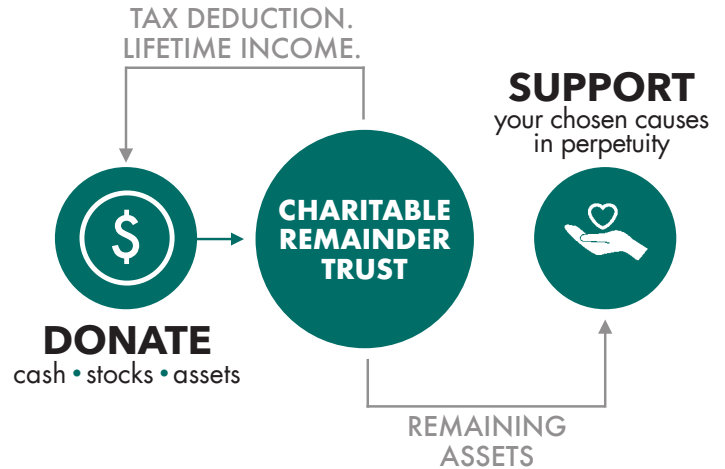 TAX DEDUCTION.
LIFETIME INCOME.
SUPPORT
your chosen causes
in perpetuity
$
CHARITABLE
REMAINDER
TRUST
DONATE
cash • stocks • assets
REMAINING
ASSETS